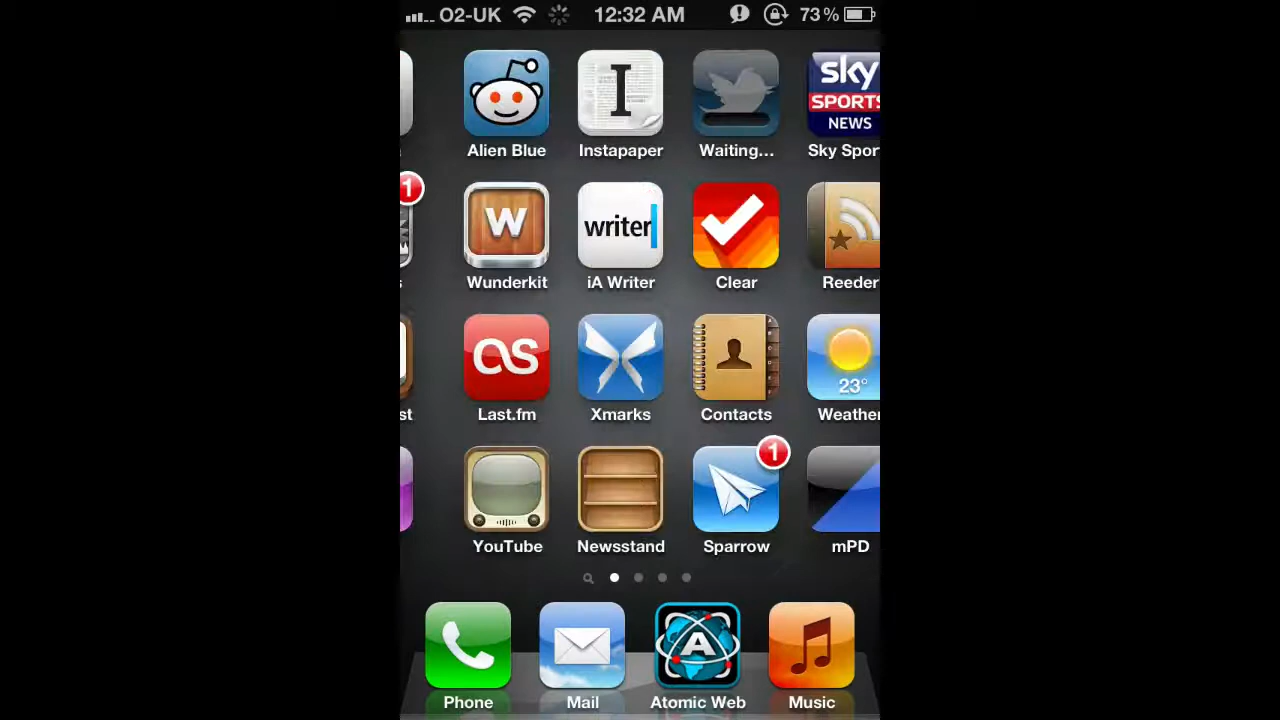 O2-UK 12:32 AM 73%
sky
SPORTS
NEWS
Alien Blue Instapaper Waiting... Sky Spor
1
W writer
Wunderkit iA Writer Clear Reeder
23°
st Last.fm Xmarks Contacts Weather
1
YouTube Newsstand Sparrow mPD
A
Phone Mail Atomic Web Music